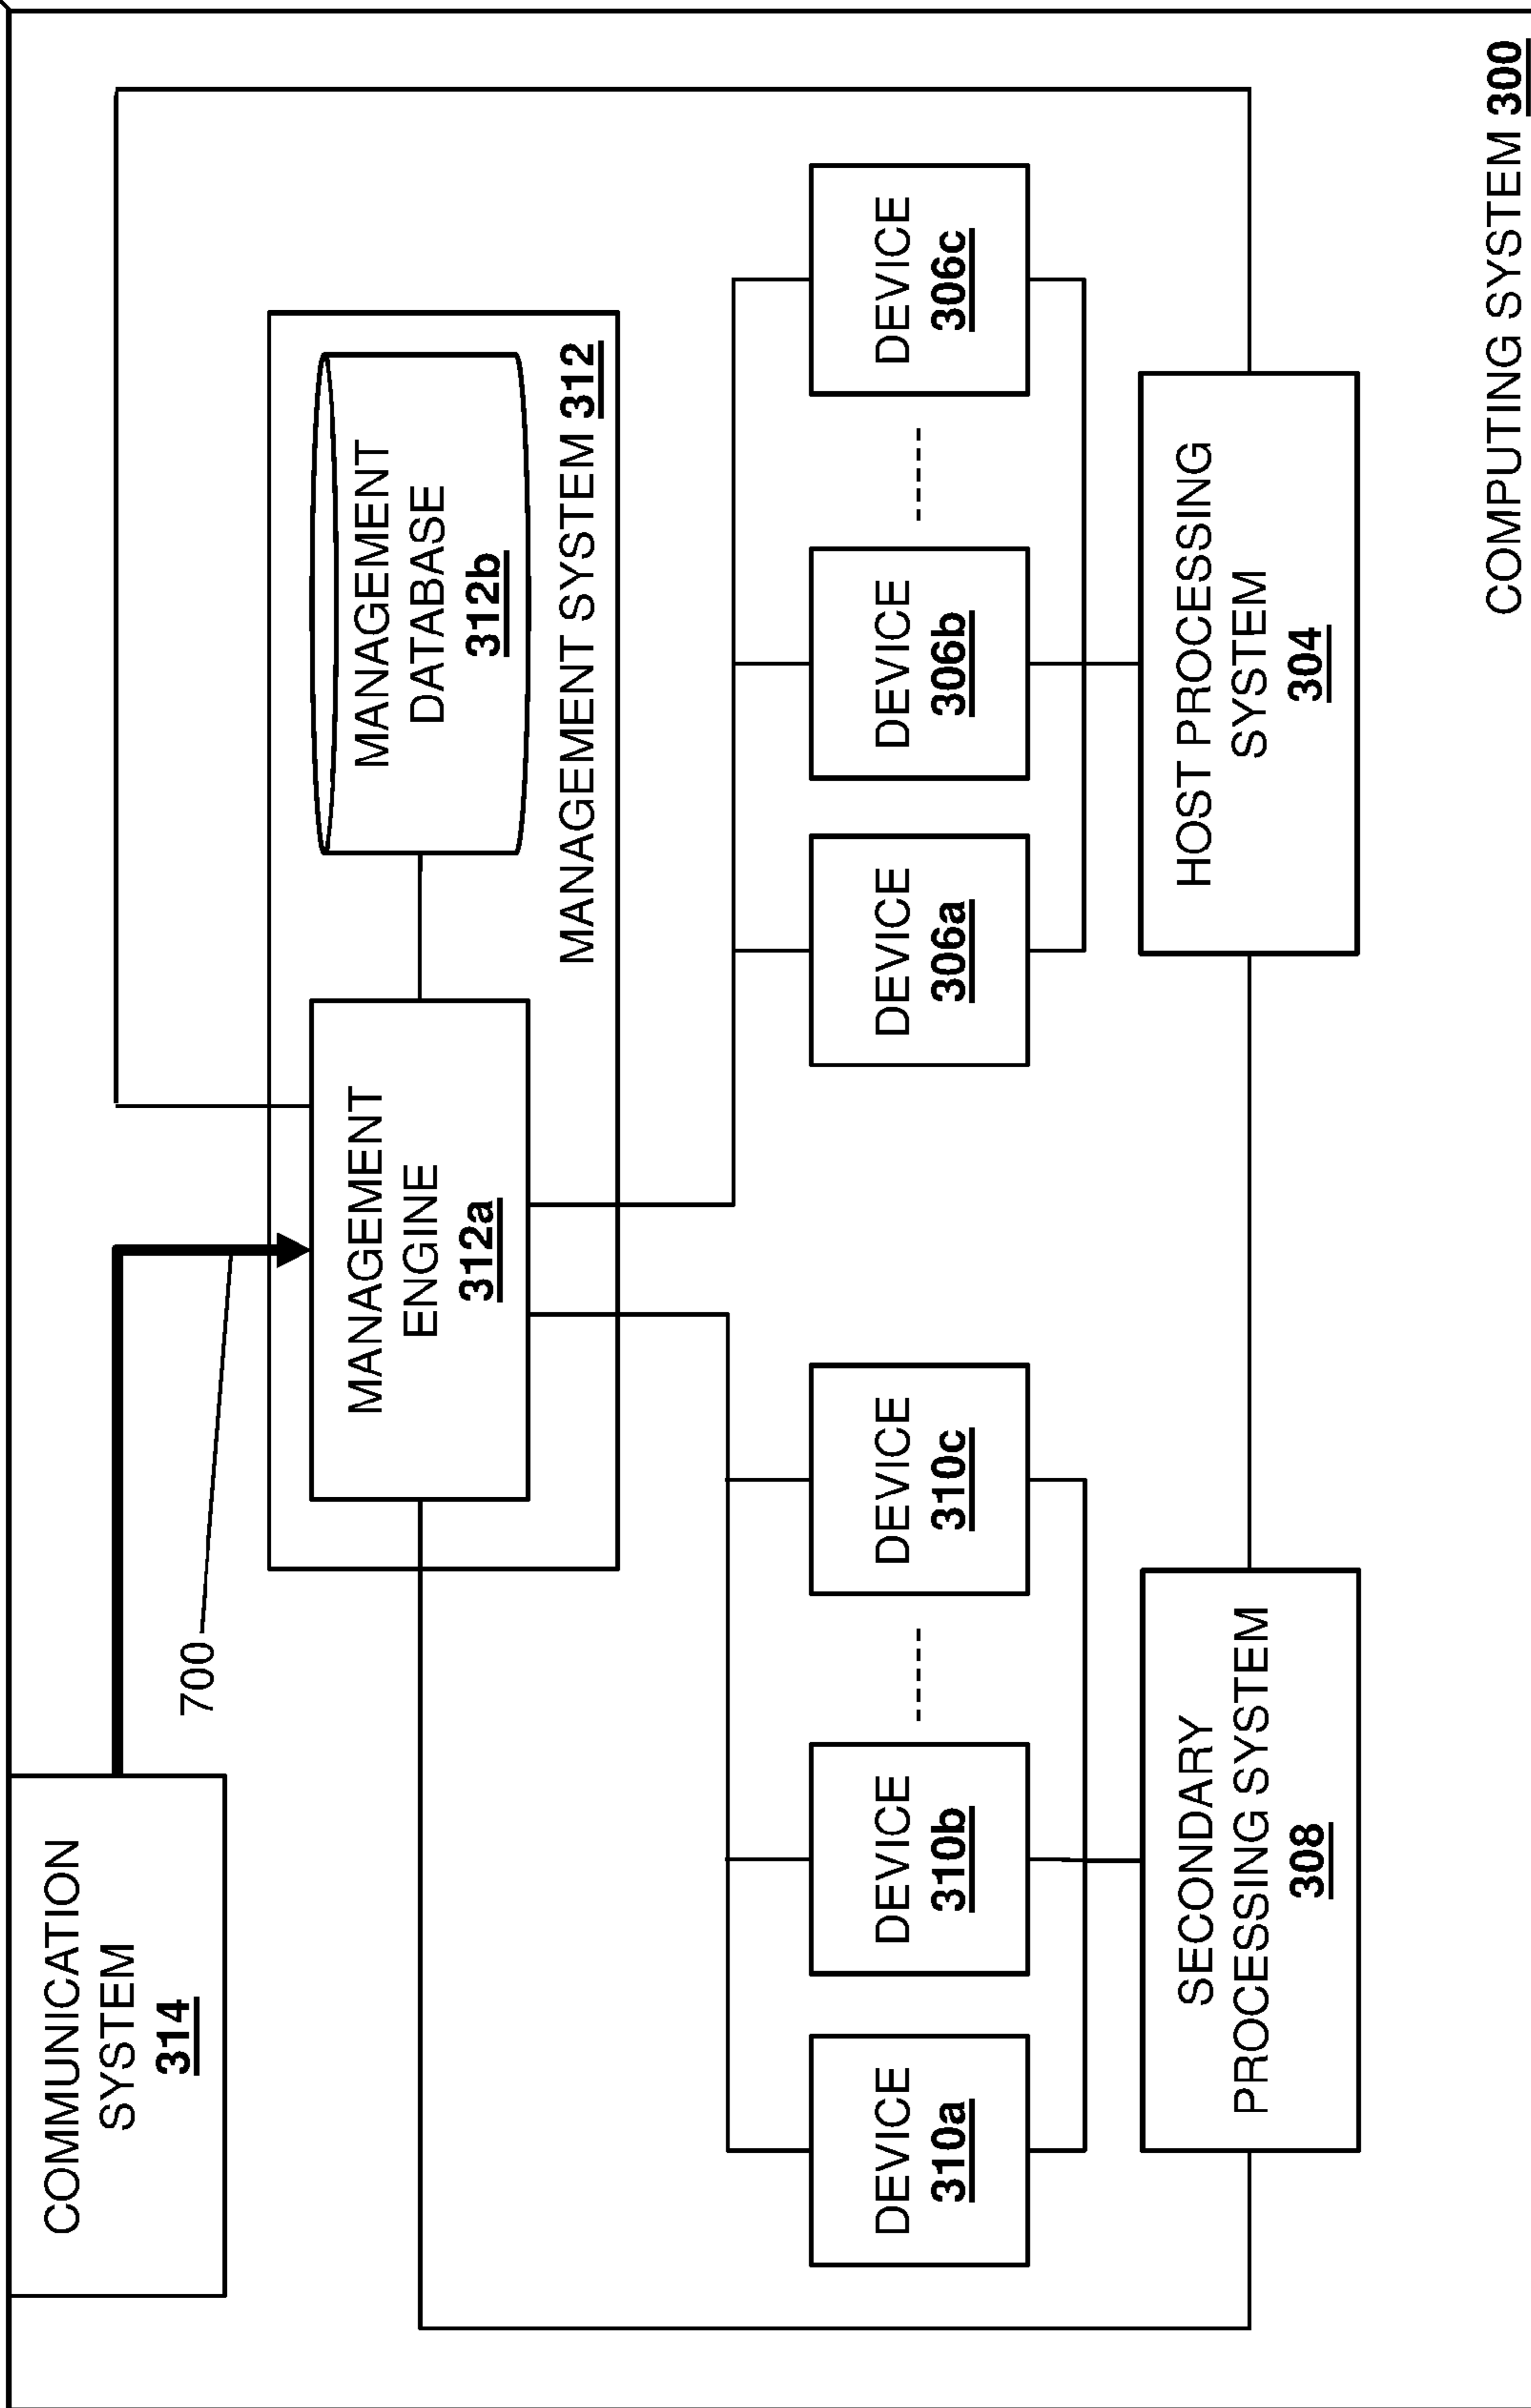 COMMUNICATION
SYSTEM
314
700
MANAGEMENT
ENGINE
312a
MANAGEMENT
DATABASE
312b
MANAGEMENT SYSTEM 312
DEVICE
310a
DEVICE
310b
DEVICE
310c
DEVICE
306a
DEVICE
306b
DEVICE
306c
SECONDARY
PROCESSING SYSTEM
308
HOST PROCESSING
SYSTEM
304
COMPUTING SYSTEM 300